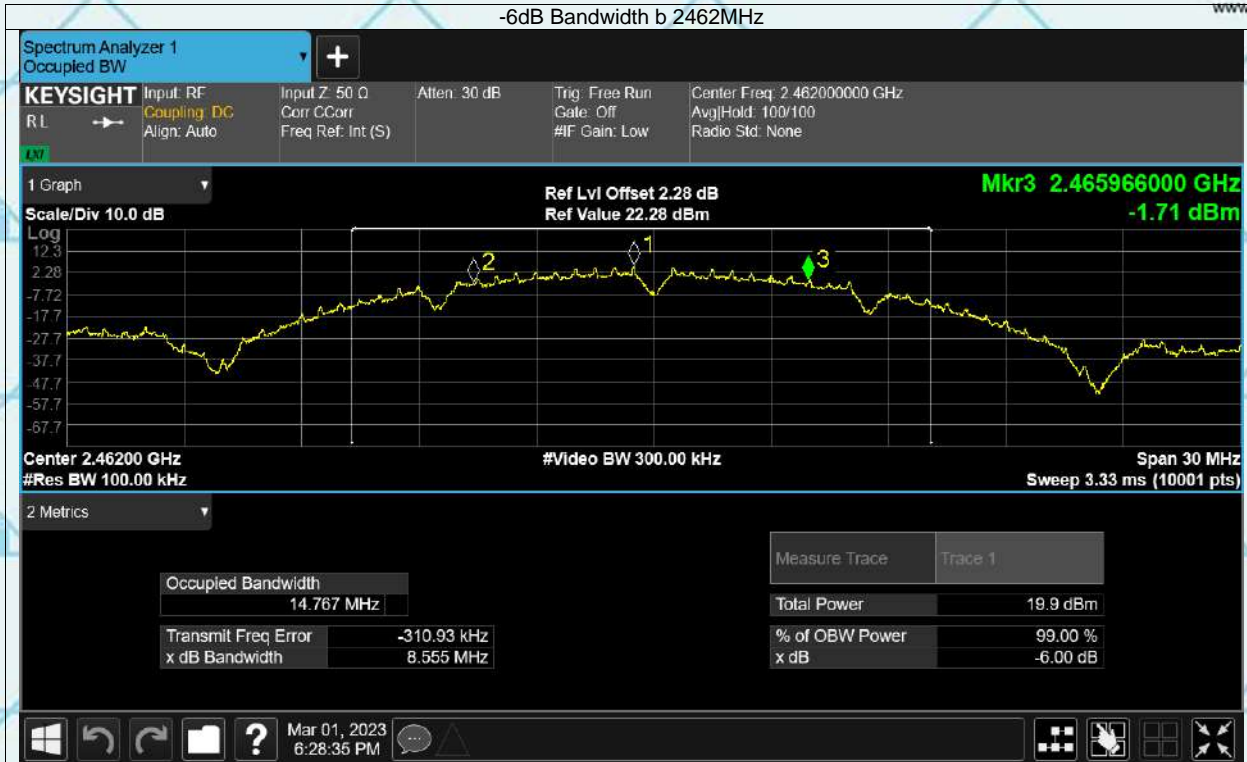 -6dB Bandwidth b 2462MHz
www
Spectrum Analyzer 1
Occupied BW
+
KEYSIGHT
RL
LXI
Input: RF
Coupling: DC
Align: Auto
Input Z: 50 Ω
Corr CCorr
Freq Ref: Int (S)
Atten: 30 dB
Trig: Free Run
Gate: Off
#IF Gain: Low
Center Freq: 2.462000000 GHz
Avg|Hold: 100/100
Radio Std: None
1 Graph
Scale/Div 10.0 dB
Ref Lvl Offset 2.28 dB
Ref Value 22.28 dBm
Mkr3 2.465966000 GHz
-1.71 dBm
Log
12.3
2.28
-7.72
-17.7
-27.7
-37.7
-47.7
-57.7
-67.7
2
1
3
Center 2.46200 GHz
#Res BW 100.00 kHz
#Video BW 300.00 kHz
Span 30 MHz
Sweep 3.33 ms (10001 pts)
2 Metrics
Measure Trace Trace 1
Occupied Bandwidth
14.767 MHz
Total Power 19.9 dBm
Transmit Freq Error -310.93 kHz
% of OBW Power 99.00 %
x dB Bandwidth 8.555 MHz
x dB -6.00 dB
?
Mar 01, 2023
6:28:35 PM